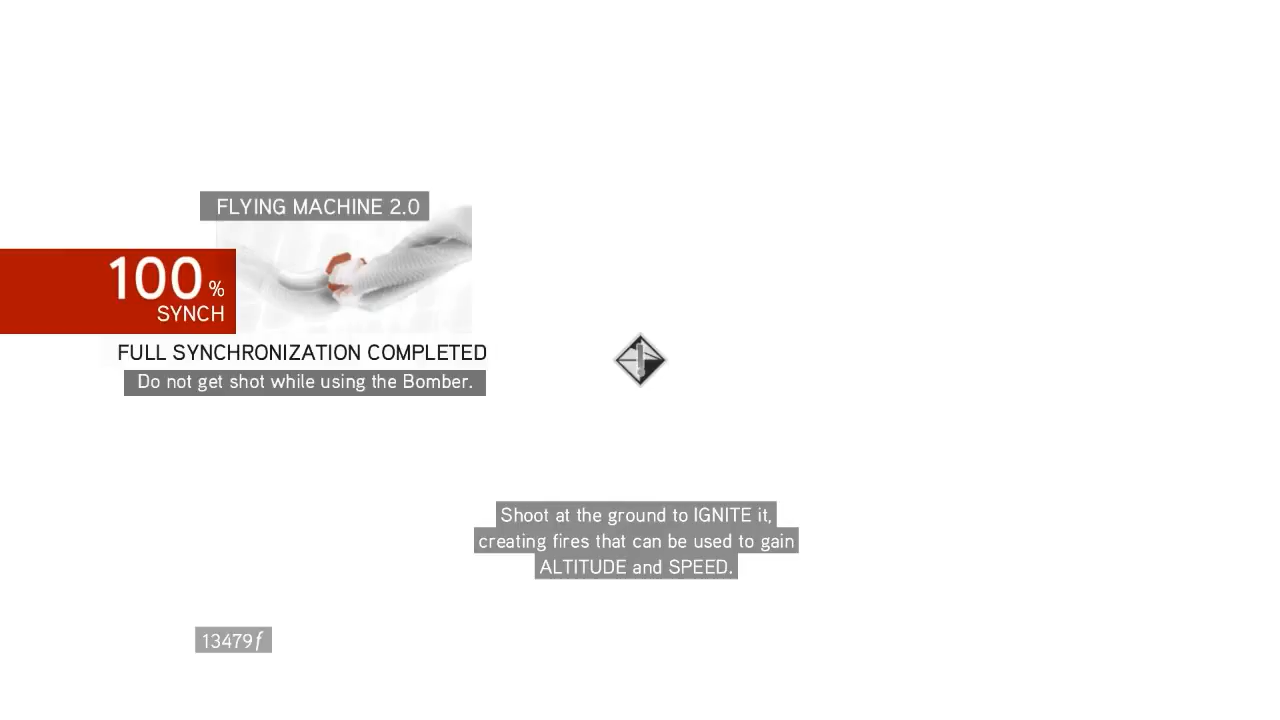 FLYING MACHINE 2.0
100 %
SYNCH
FULL SYNCHRONIZATION COMPLETED
Do not get shot while using the Bomber.
Shoot at the ground to IGNITE it,
creating fires that can be used to gain
ALTITUDE and SPEED.
13479ƒ